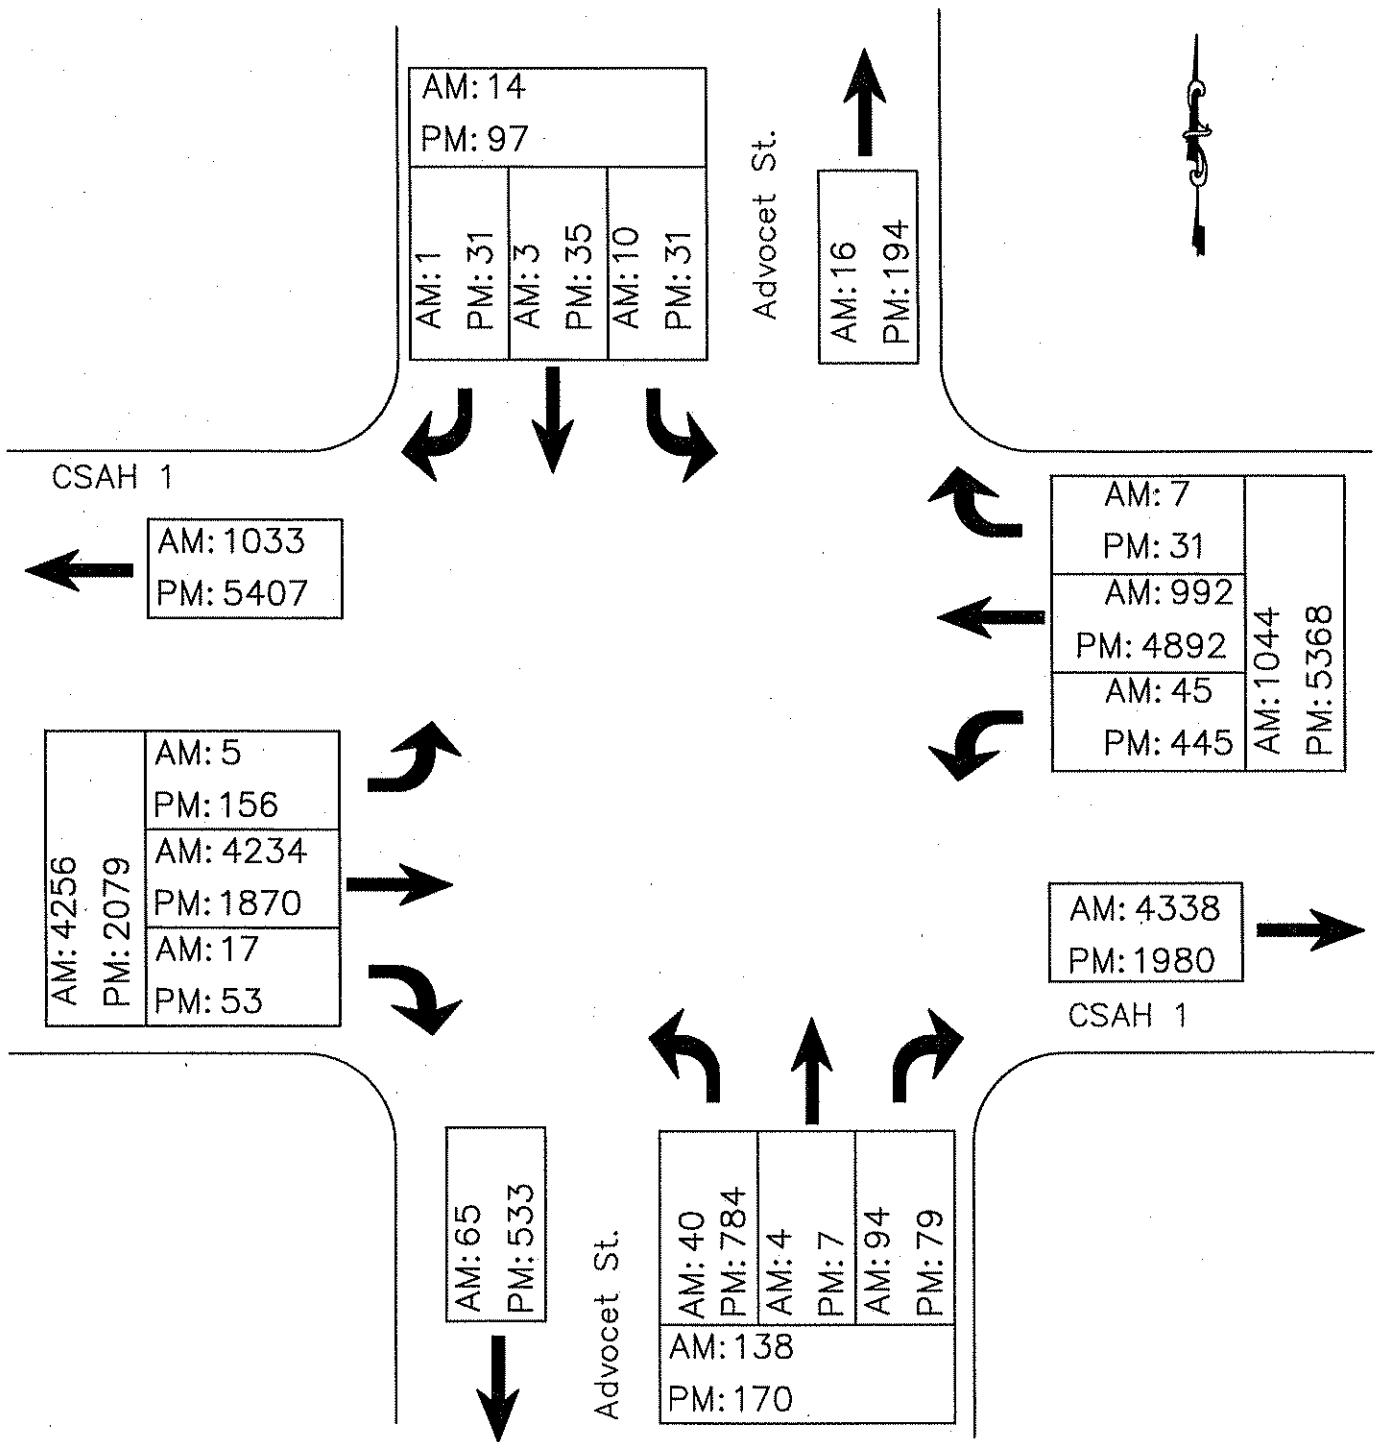 AM: 14
PM: 97
AM: 1
PM: 31
AM: 3
PM: 35
AM: 10
PM: 31
Advocet St.
AM: 16
PM: 194
CSAH 1
AM: 1033
PM: 5407
AM: 7
PM: 31
AM: 992
PM: 4892
AM: 45
PM: 445
AM: 1044
PM: 5368
AM: 4256
PM: 2079
AM: 5
PM: 156
AM: 4234
PM: 1870
AM: 17
PM: 53
AM: 4338
PM: 1980
CSAH 1
AM: 65
PM: 533
Advocet St.
AM: 40
PM: 784
AM: 4
PM: 7
AM: 94
PM: 79
AM: 138
PM: 170